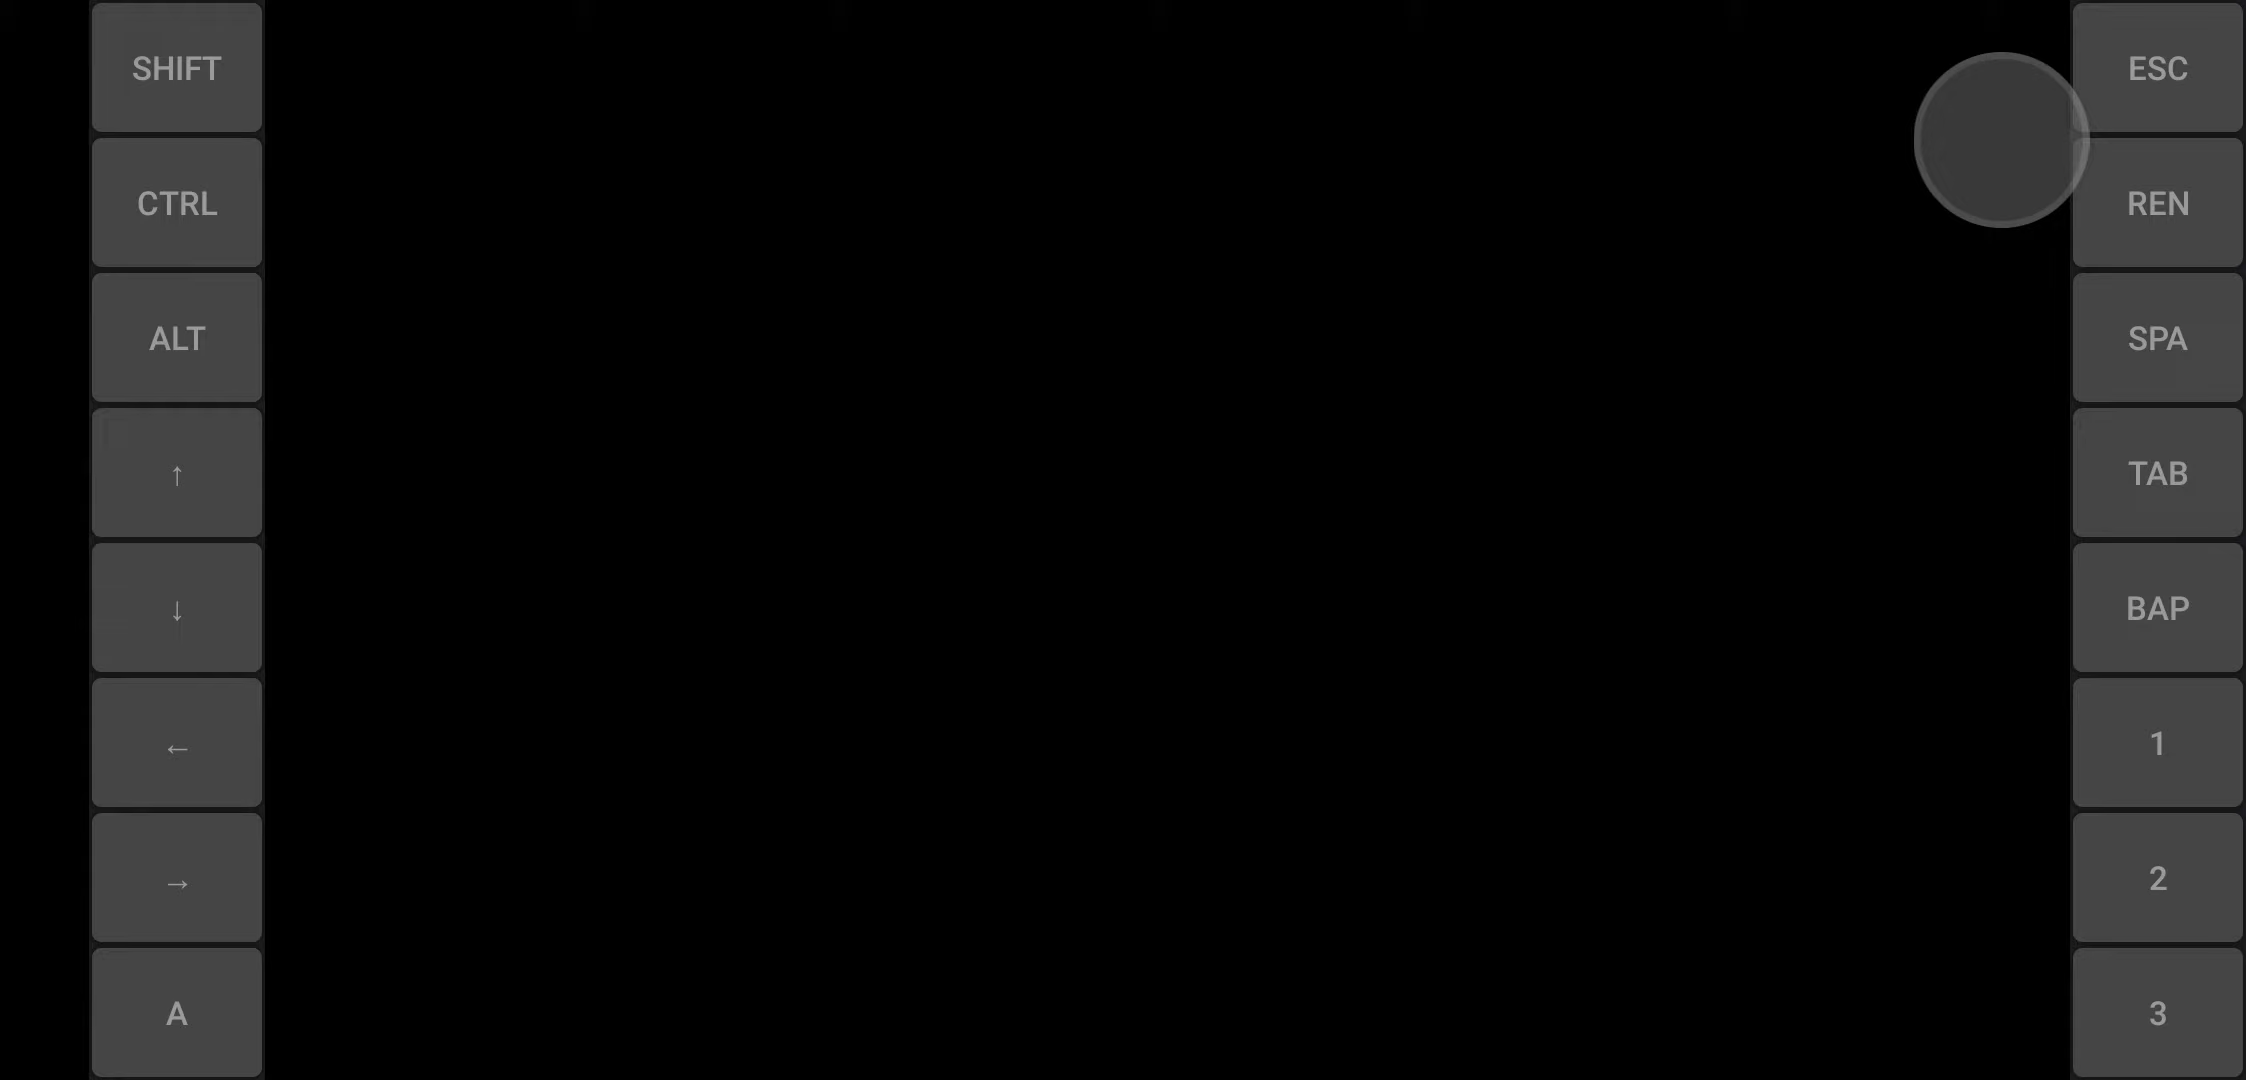 SHIFT
CTRL
ALT
↑
↓
←
→
A
ESC
REN
SPA
TAB
BAP
1
2
3